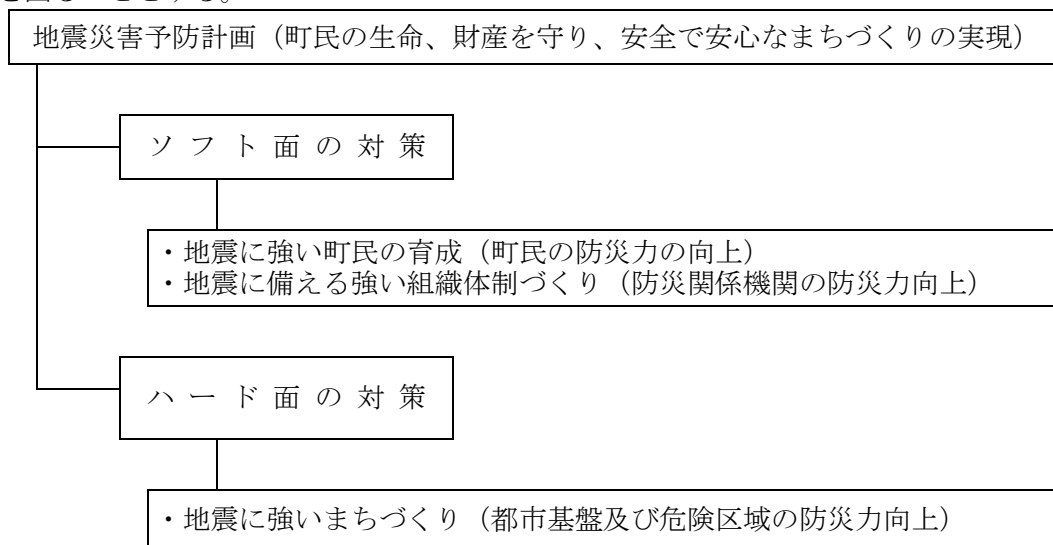 地震災害予防計画(町民の生命、財産を守り、安全で安心なまちづくりの実現)
ソフト面の対策
・地震に強い町民の育成(町民の防災力の向上)
・地震に備える強い組織体制づくり(防災関係機関の防災力向上)
ハード面の対策
・地震に強いまちづくり(都市基盤及び危険区域の防災力向上)